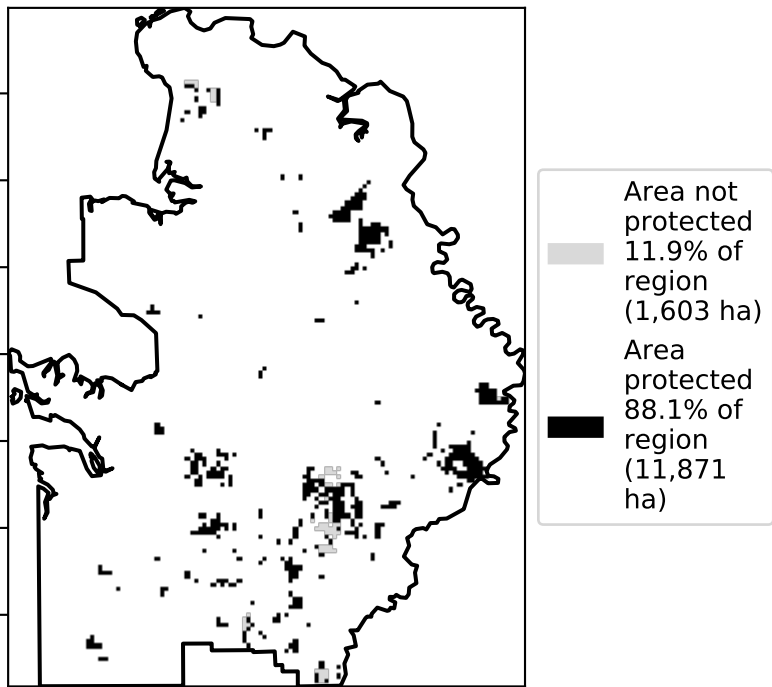 Area not
protected
11.9% of
region
(1,603 ha)
Area
protected
88.1% of
region
(11,871
ha)